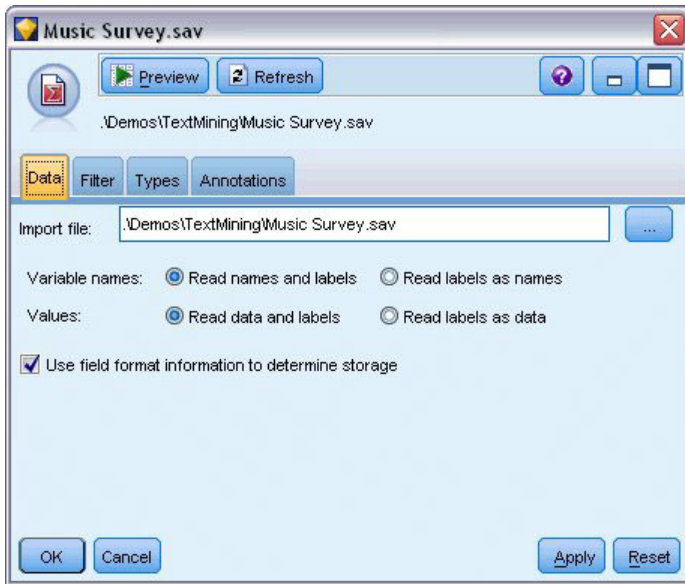 Music Survey.sav
Preview Refresh
.\Demos\TextMining\Music Survey.sav
Data Filter Types Annotations
Import file: .\Demos\TextMining\Music Survey.sav ...
Variable names: Read names and labels Read labels as names
Values: Read data and labels Read labels as data
Use field format information to determine storage
OK Cancel Apply Reset